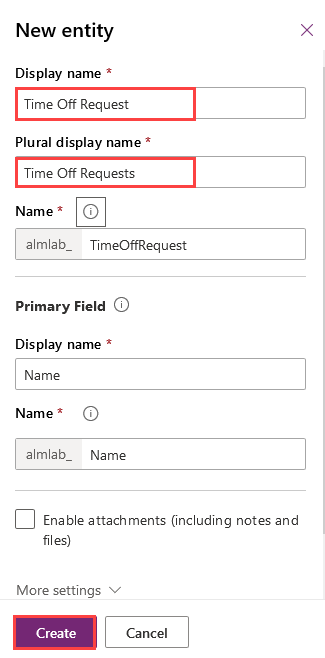 New entity
Display name *
Time Off Request
Plural display name *
Time Off Requests
Name *
almlab_ TimeOffRequest
Primary Field
Display name *
Name
Name *
almlab_ Name
Enable attachments (including notes and
files)
More settings
Create Cancel